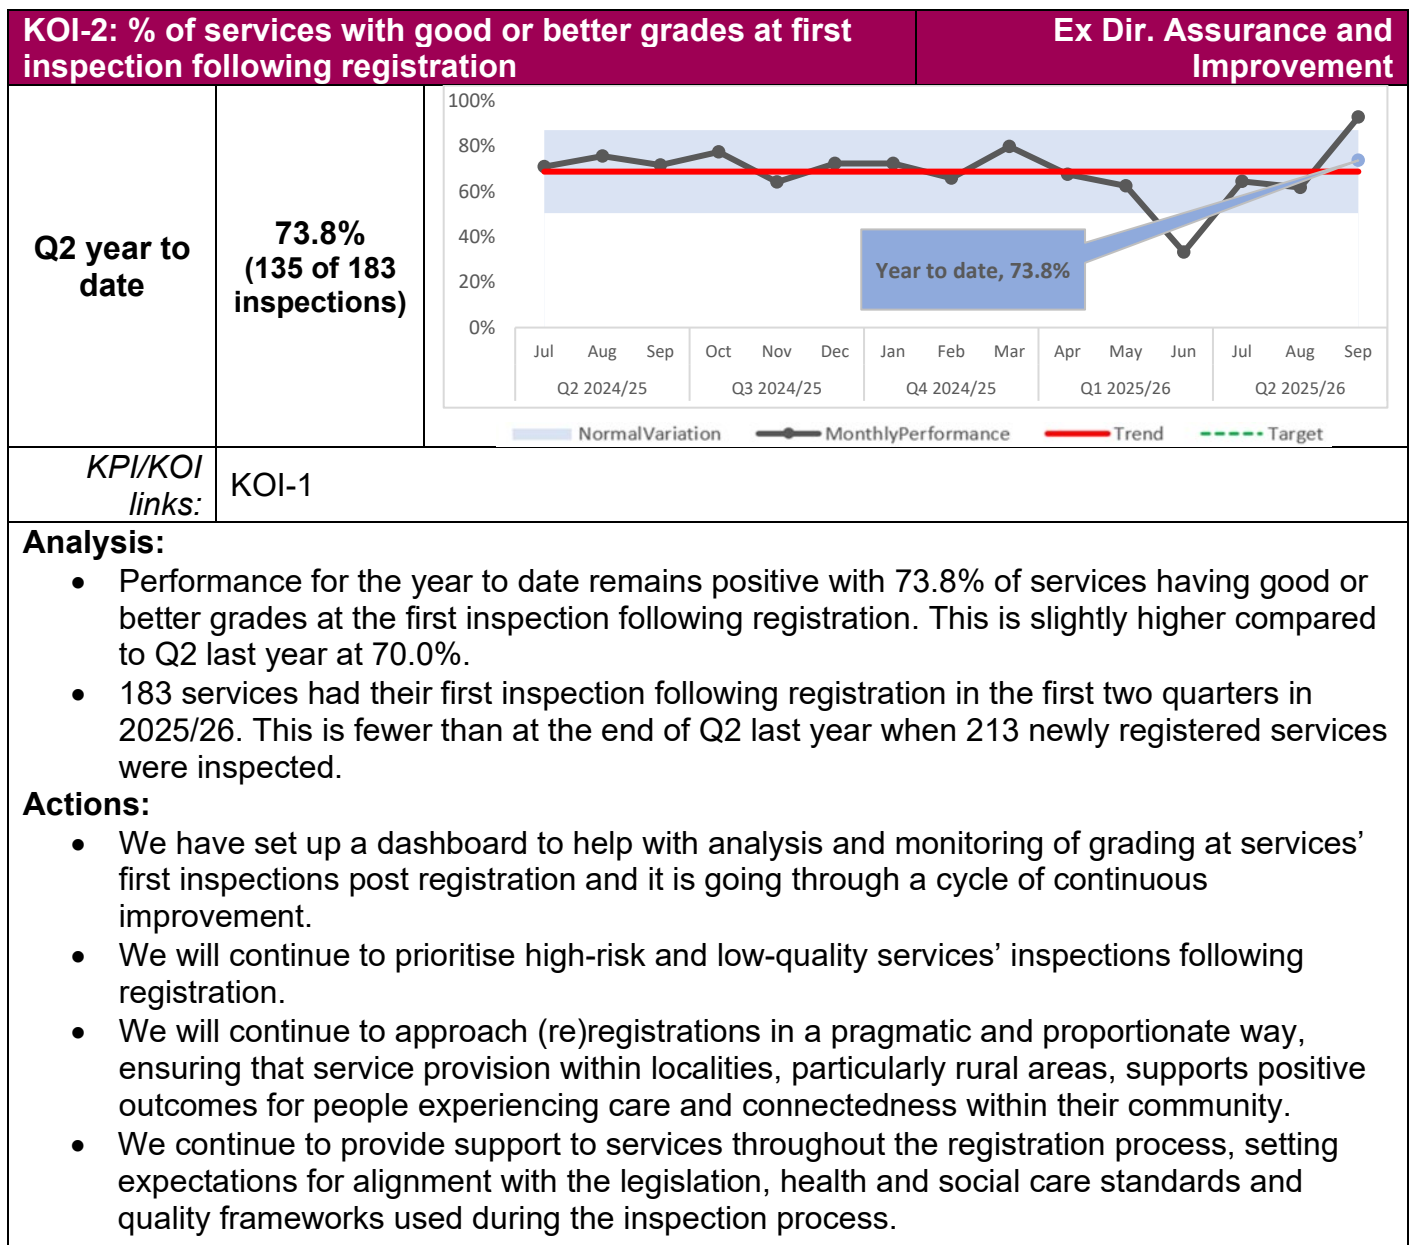 KOI-2: % of services with good or better grades at first
inspection following registration
Ex Dir. Assurance and
Improvement
Q2 year to
date
73.8%
(135 of 183
inspections)
100%
80%
60%
40%
20%
0%
Year to date, 73.8%
Jul Aug Sep Oct Nov Dec Jan Feb Mar Apr May Jun Jul Aug Sep
Q2 2024/25 Q3 2024/25 Q4 2024/25 Q1 2025/26 Q2 2025/26
NormalVariation MonthlyPerformance Trend Target
KPI/KOI
links:
KOI-1
Analysis:
• Performance for the year to date remains positive with 73.8% of services having good or
better grades at the first inspection following registration. This is slightly higher compared
to Q2 last year at 70.0%.
• 183 services had their first inspection following registration in the first two quarters in
2025/26. This is fewer than at the end of Q2 last year when 213 newly registered services
were inspected.
Actions:
• We have set up a dashboard to help with analysis and monitoring of grading at services’
first inspections post registration and it is going through a cycle of continuous
improvement.
• We will continue to prioritise high-risk and low-quality services’ inspections following
registration.
• We will continue to approach (re)registrations in a pragmatic and proportionate way,
ensuring that service provision within localities, particularly rural areas, supports positive
outcomes for people experiencing care and connectedness within their community.
• We continue to provide support to services throughout the registration process, setting
expectations for alignment with the legislation, health and social care standards and
quality frameworks used during the inspection process.